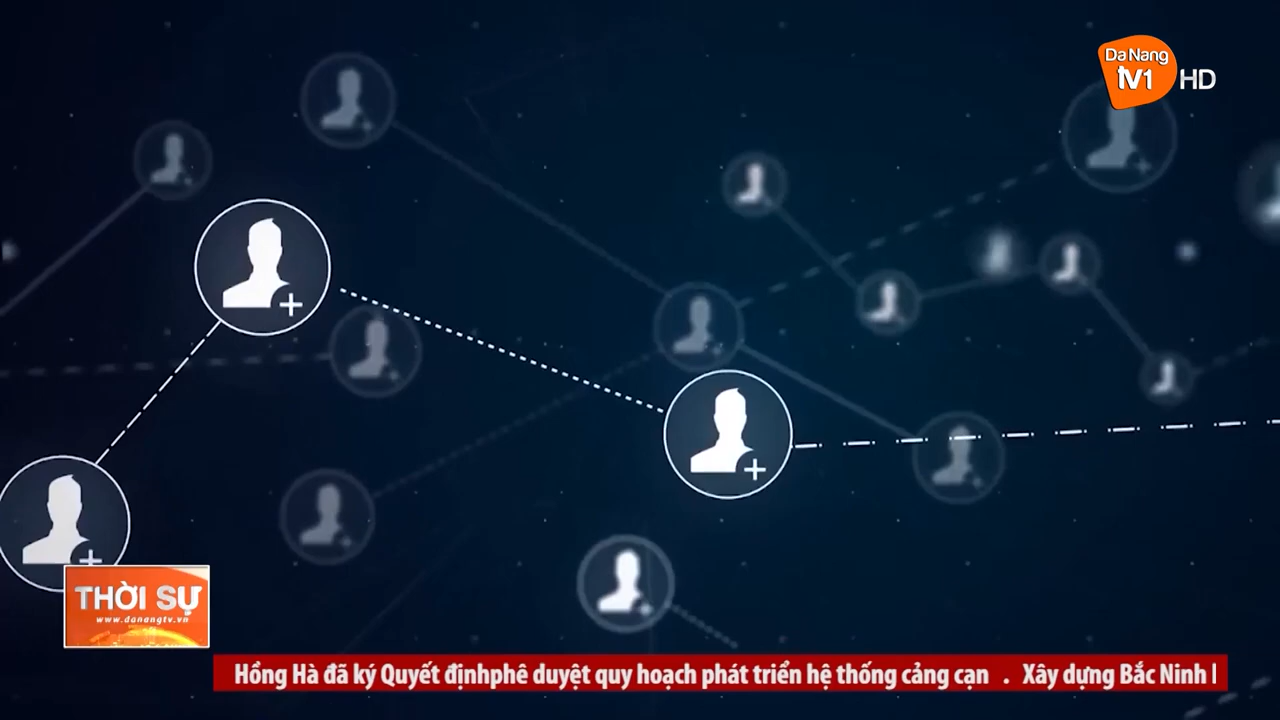 Da Nang
tv1 HD
THỜI SỰ
www.danangtv.vn
Hồng Hà đã ký Quyết địnhphê duyệt quy hoạch phát triển hệ thống cảng cạn . Xây dựng Bắc Ninh